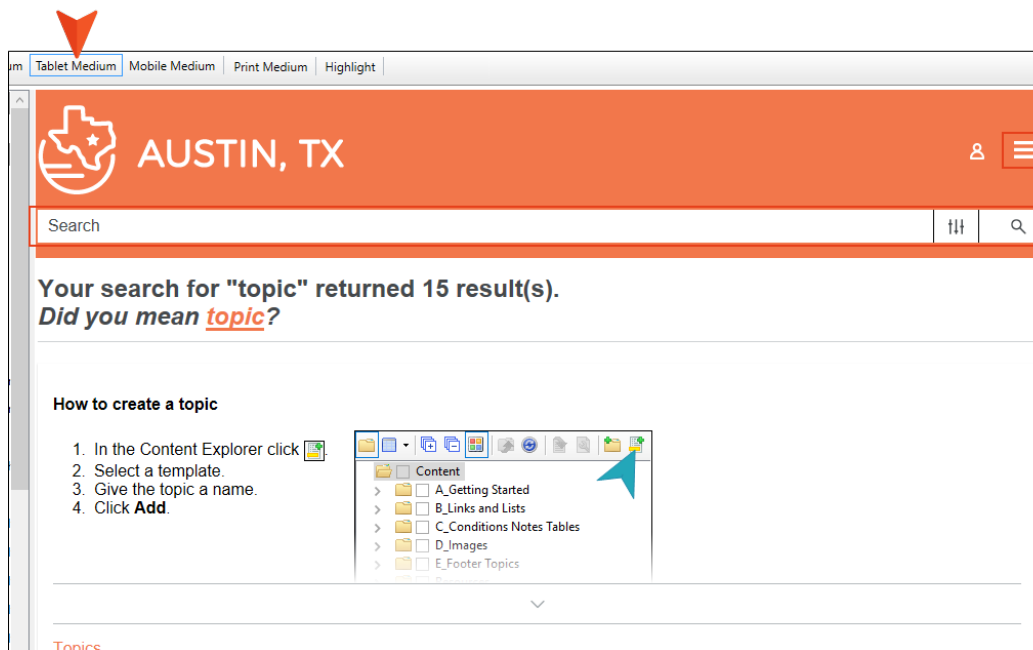 um Tablet Medium Mobile Medium Print Medium Highlight
AUSTIN, TX
Search
Your search for "topic" returned 15 result(s).
Did you mean topic?
How to create a topic
1. In the Content Explorer click .
2. Select a template.
3. Give the topic a name.
4. Click Add.
Content
A_Getting Started
B_Links and Lists
C_Conditions Notes Tables
D_Images
E_Footer Topics
Topics